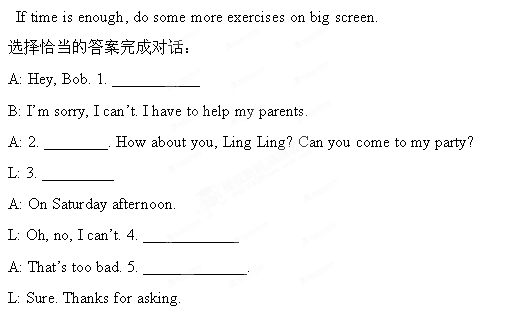 If time is enough, do some more exercises on big screen.
选择恰当的答案完成对话：
A: Hey, Bob. 1. ___________
B: I’m sorry, I can’t. I have to help my parents.
A: 2. ________. How about you, Ling Ling? Can you come to my party?
L: 3. _________
A: On Saturday afternoon.
L: Oh, no, I can’t. 4. ____________
A: That’s too bad. 5. _____________.
L: Sure. Thanks for asking.